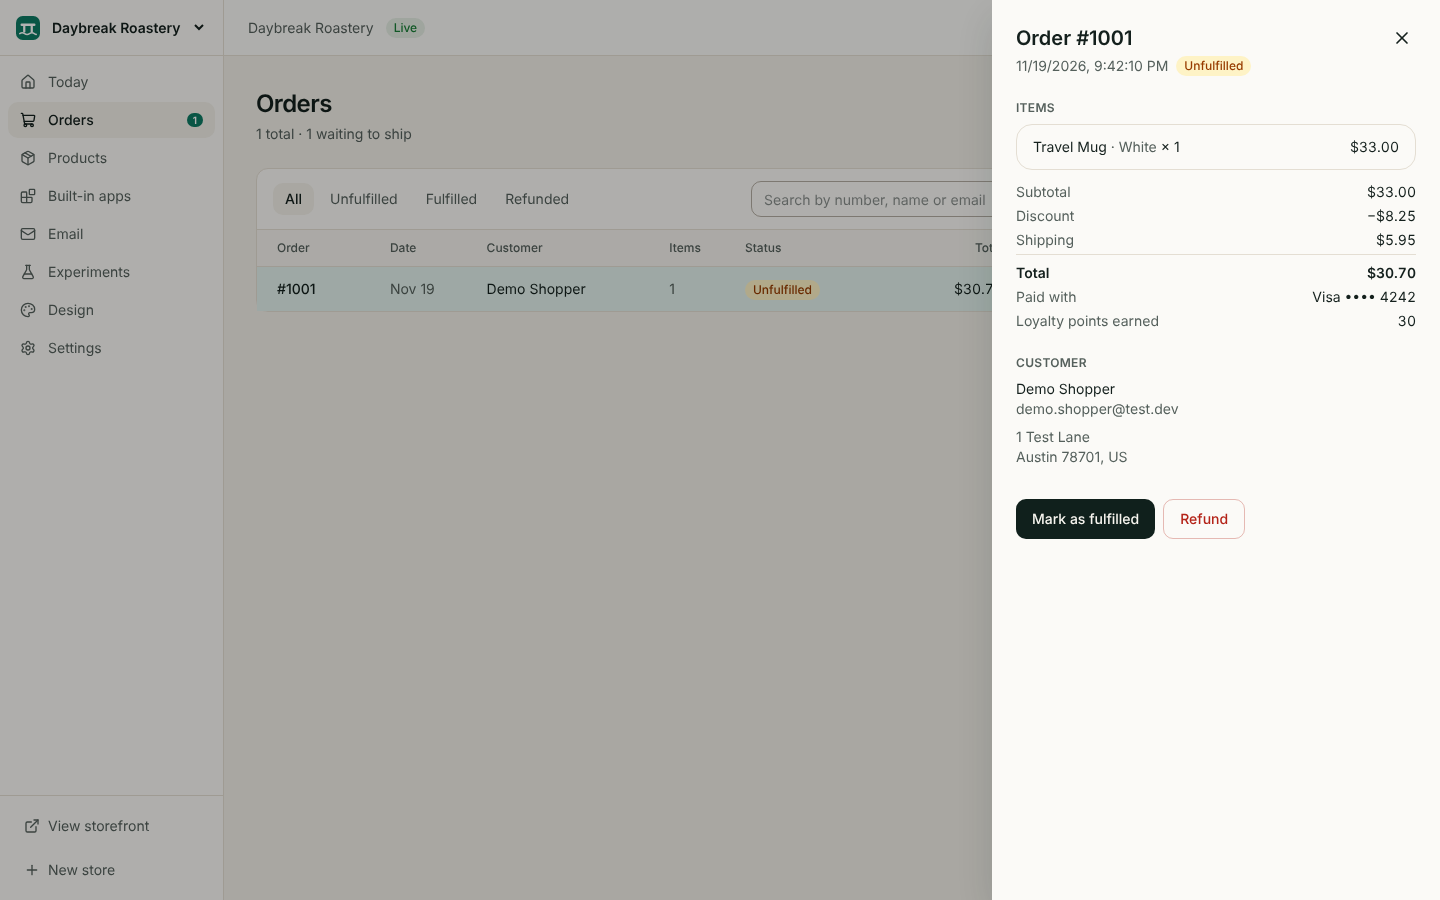 Daybreak Roastery
Today
Orders 1
Products
Built-in apps
Email
Experiments
Design
Settings
View storefront
New store
Daybreak Roastery Live
Orders
1 total · 1 waiting to ship
All Unfulfilled Fulfilled Refunded Search by number, name or email
Order Date Customer Items Status
#1001 Nov 19 Demo Shopper 1 Unfulfilled
Order #1001
11/19/2026, 9:42:10 PM Unfulfilled
ITEMS
Travel Mug · White × 1 $33.00
Subtotal $33.00
Discount −$8.25
Shipping $5.95
Total $30.70
Paid with Visa •••• 4242
Loyalty points earned 30
CUSTOMER
Demo Shopper
demo.shopper@test.dev
1 Test Lane
Austin 78701, US
Mark as fulfilled Refund